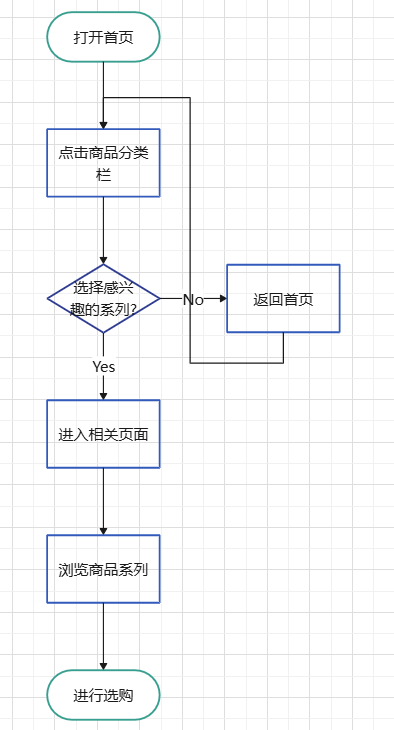 打开首页
点击商品分类
栏
选择感兴
趣的系列?
No
返回首页
Yes
进入相关页面
浏览商品系列
进行选购